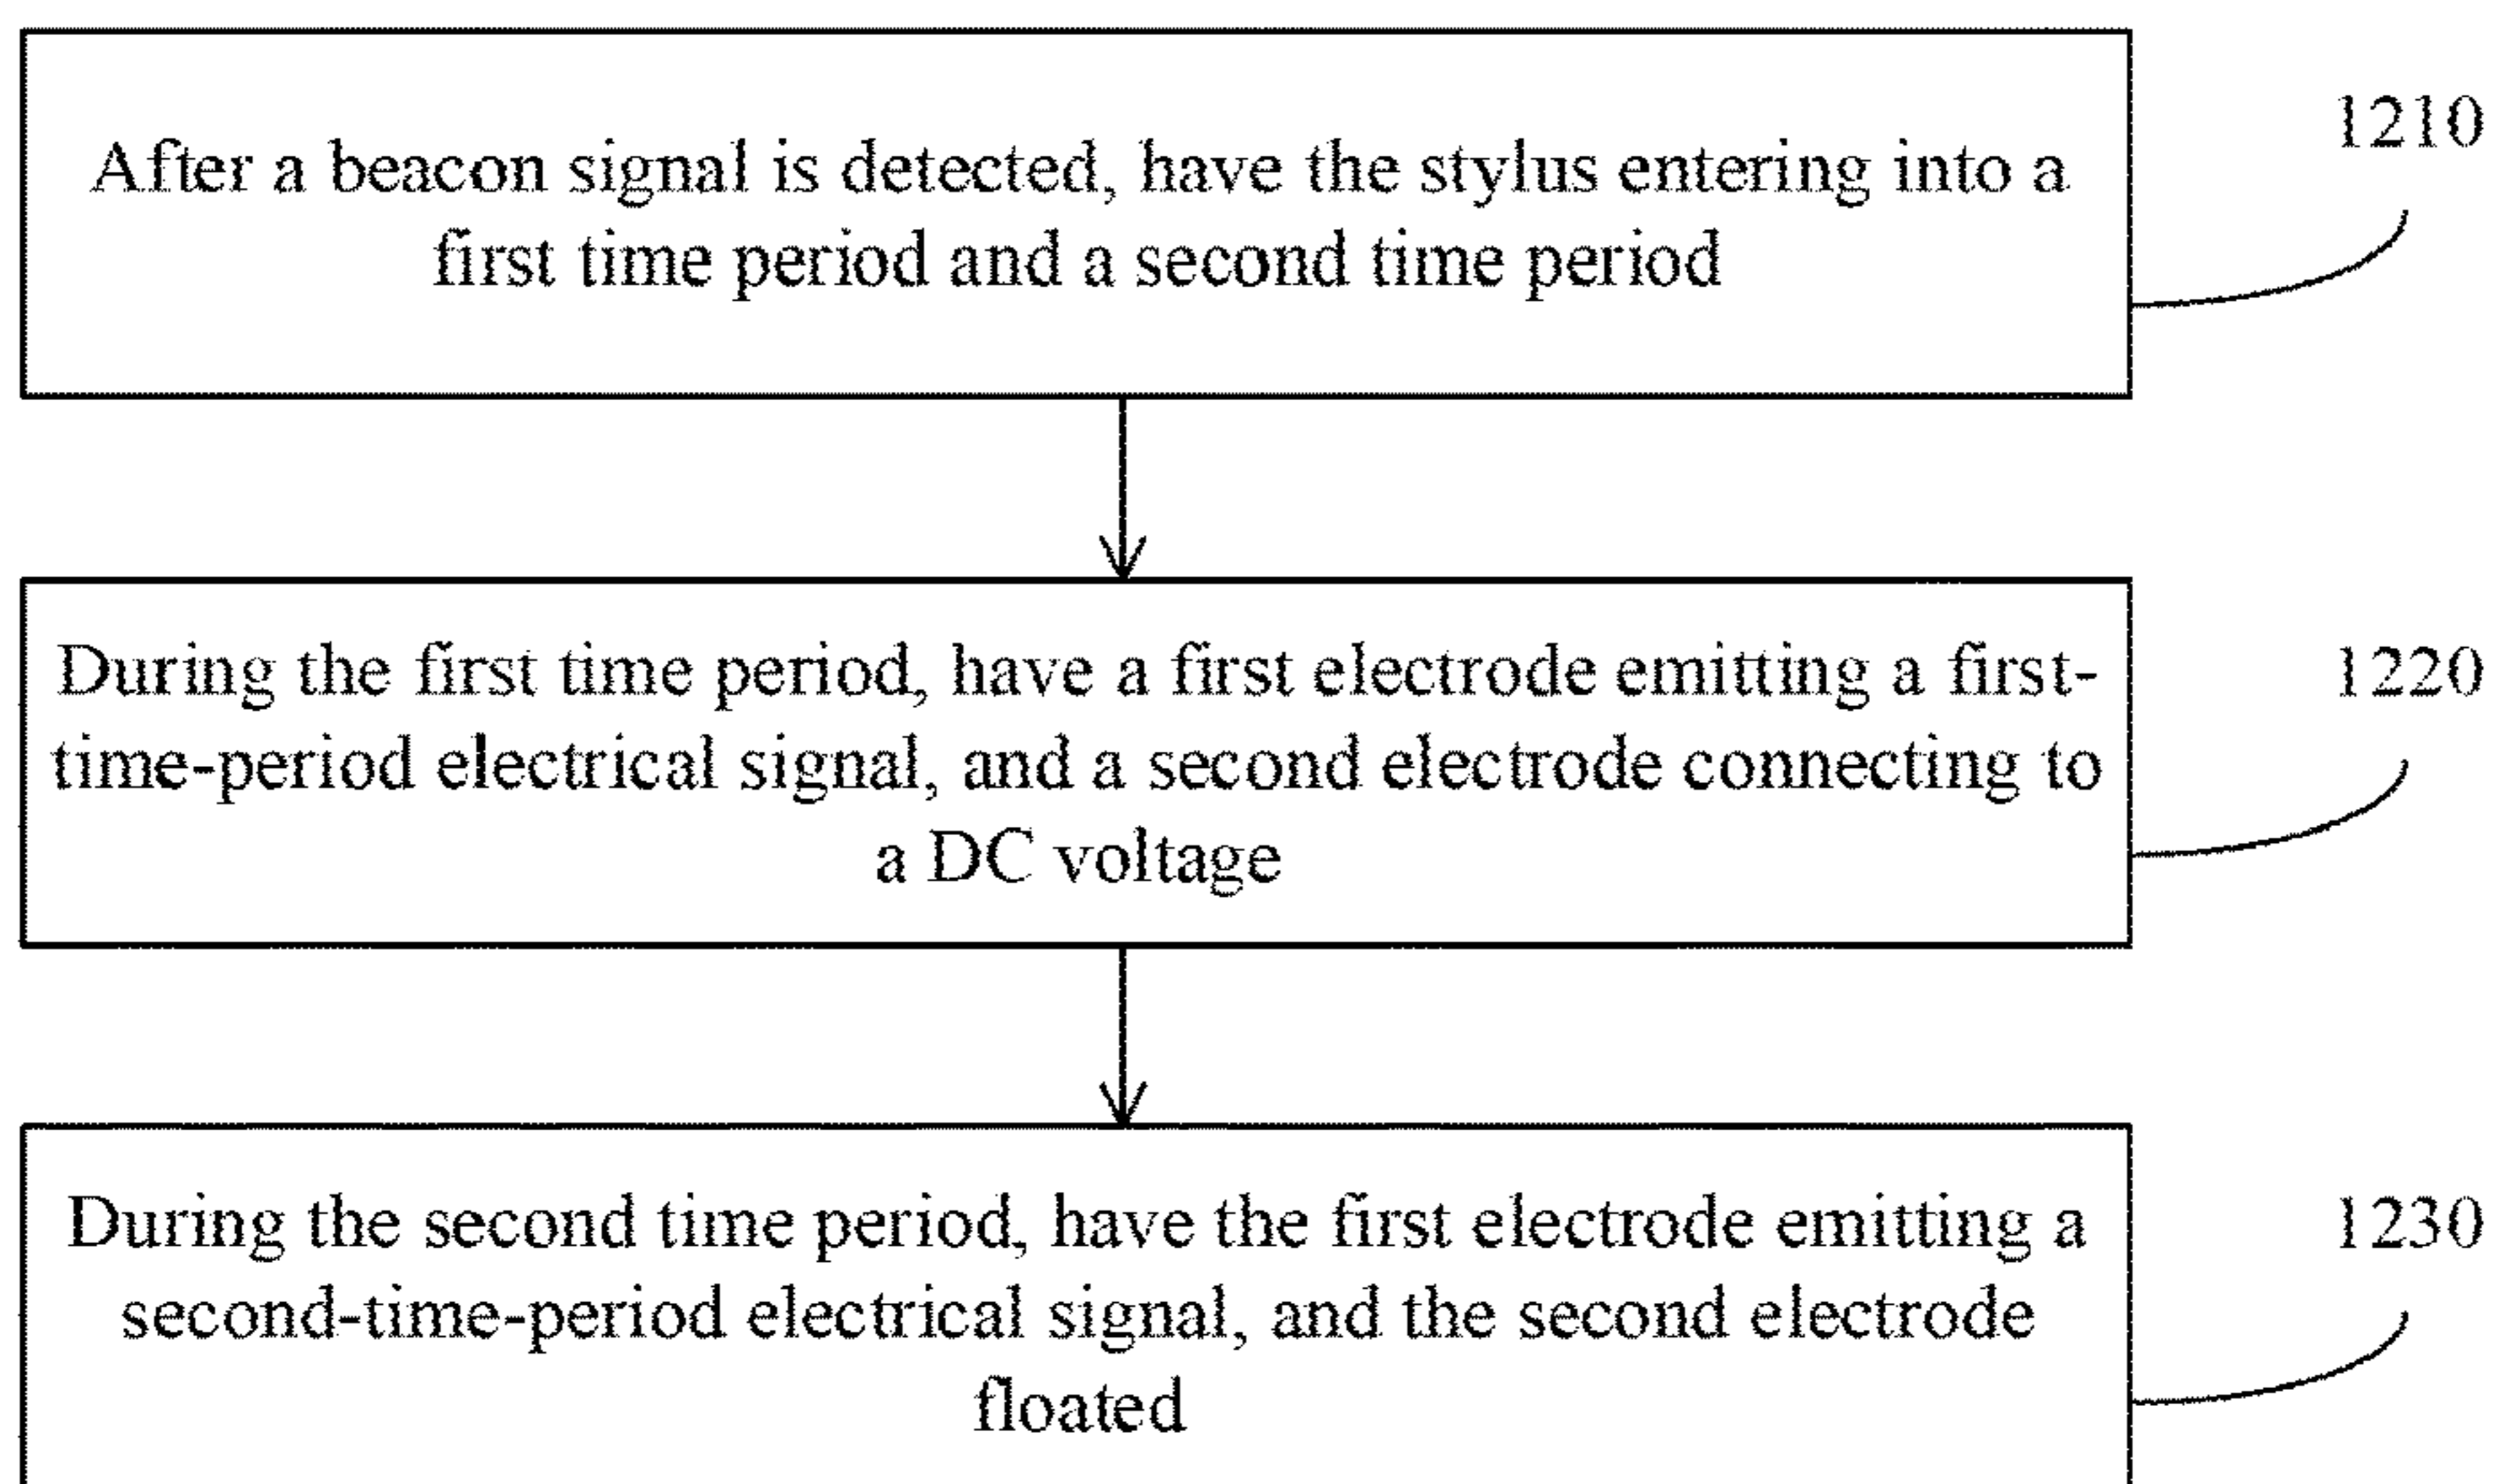 After a beacon signal is detected, have the stylus entering into a
first time period and a second time period
1210
During the first time period, have a first electrode emitting a first-
time-period electrical signal, and a second electrode connecting to
a DC voltage
1220
During the second time period, have the first electrode emitting a
second-time-period electrical signal, and the second electrode
floated
1230